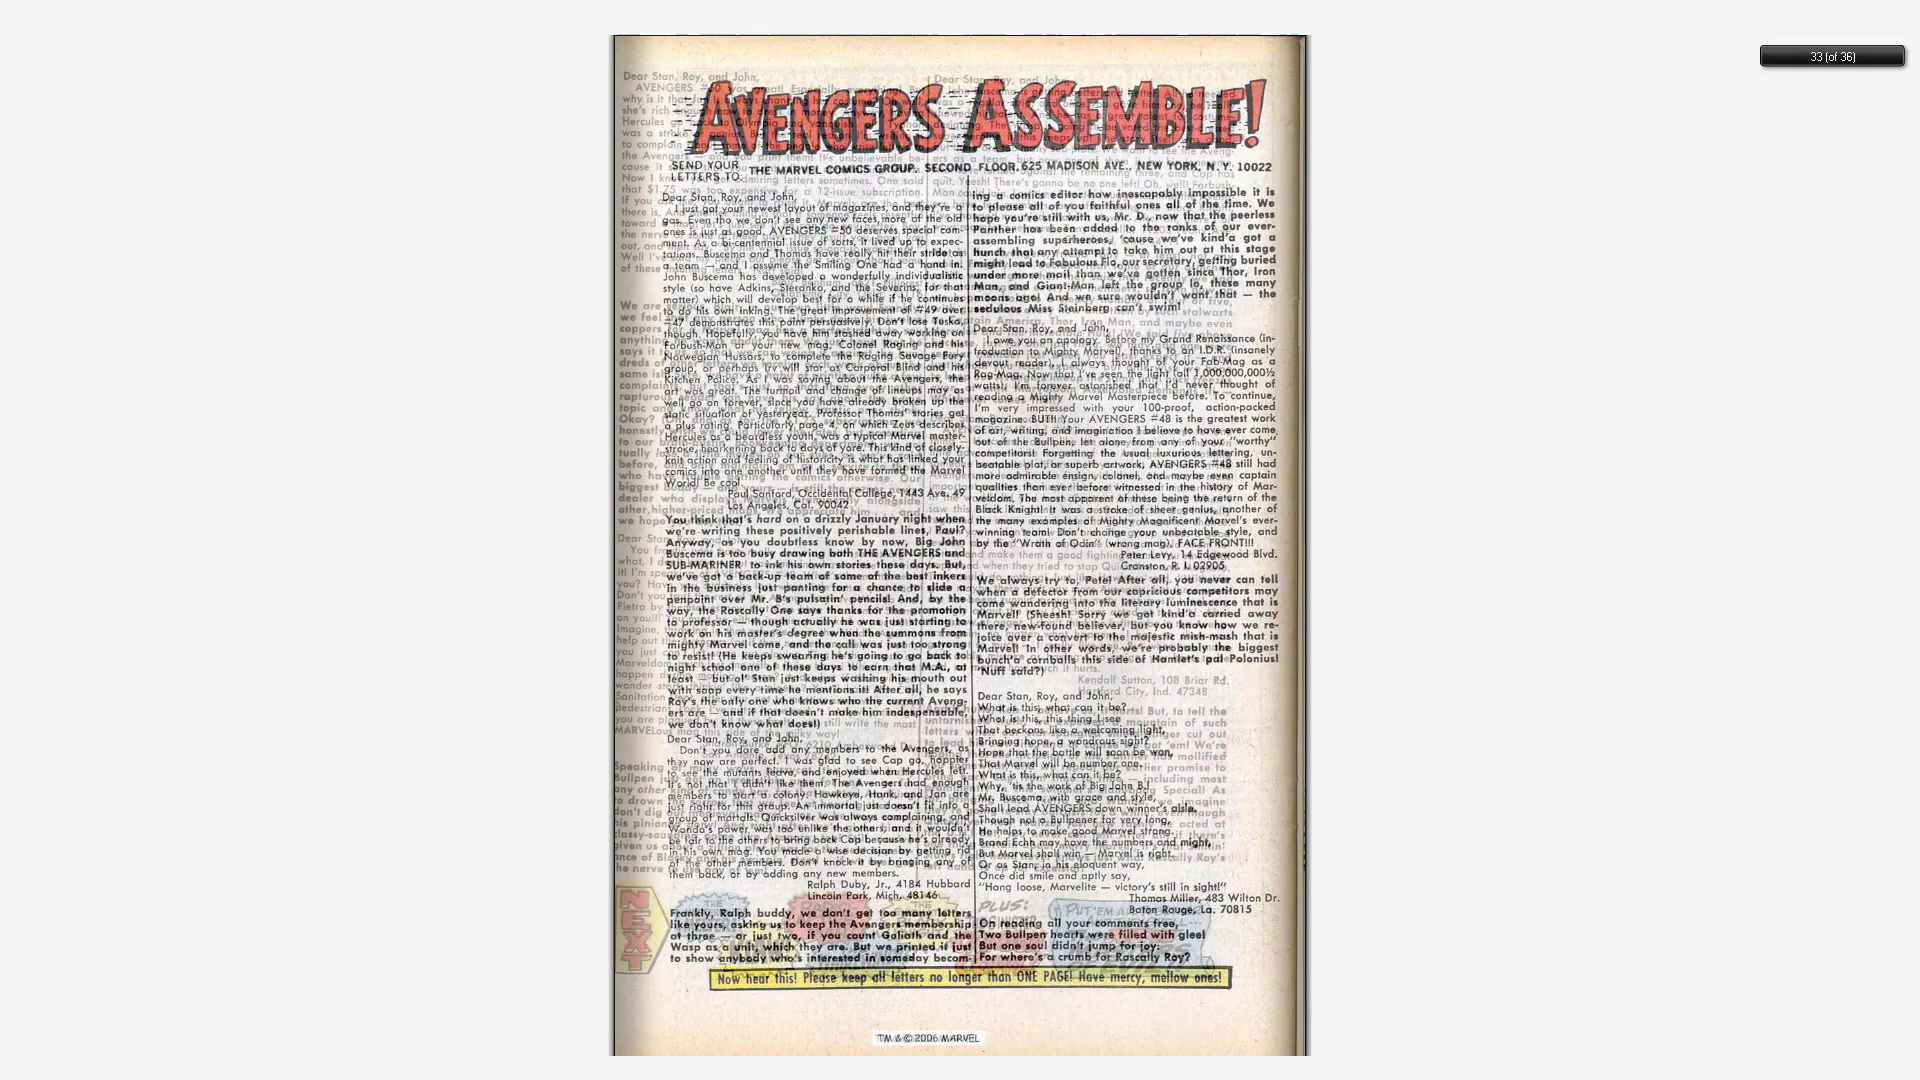 33 (of 36)
AVENGERS ASSEMBLE!
SEND YOUR
LETTERS TO
THE MARVEL COMICS GROUP, SECOND FLOOR, 625 MADISON AVE., NEW YORK, N. Y. 10022
Dear Stan, Roy, and John,
I just got your newest layout of magazines, and they're a
gas. Even tho we don't see any new faces, more of the old
ones is just as good. AVENGERS #50 deserves special com-
ment. As a bi-centennial issue of sorts, it lived up to expec-
tations. Buscema and Thomas have really hit their stride as
a team — and I assume the Smiling One had a hand in.
John Buscema has developed a wonderfully individualistic
style (so have Adkins, Steranko, and the Severins, for that
matter) which will develop best for a while if he continues
to do his own inking. The great improvement of #49 over
#47 demonstrates this point persuasively. Don't lose Tuska,
though. Hopefully, you have him stashed away working on
Forbush-Man or your new mag, Colonel Raging and his
Norwegian Hussars, to complete the Raging Savage Fury
group, or perhaps Irv will star as Corporal Blind and his
Kitchen Police. As I was saying about the Avengers, the
art was great. The turmoil and change of lineups may as
well go on forever, since you have already broken up the
static situation of yesteryear. Professor Thomas' stories get
a plus rating. Particularly page 4, on which Zeus describes
Hercules as a beardless youth, was a typical Marvel master-
stroke, hearkening back to days of yore. This kind of closely-
knit action and feeling of historicity is what has linked your
comics into one another until they have formed the Marvel
World! Be cool.
Paul Sanford, Occidental College, 1443 Ave. 49
Los Angeles, Cal. 90042
You think that's hard on a drizzly January night when
we're writing these positively perishable lines, Paul?
Anyway, as you doubtless know by now, Big John
Buscema is too busy drawing both THE AVENGERS and
SUB-MARINER to ink his own stories these days. But,
we've got a back-up team of some of the best inkers
in the business just panting for a chance to slide a
penpoint over Mr. B's pulsatin' pencils! And, by the
way, the Rascally One says thanks for the promotion
to professor — though actually he was just starting to
work on his master's degree when the summons from
mighty Marvel came, and the call was just too strong
to resist! (He keeps swearing he's going to go back to
night school one of these days to earn that M.A., at
least — but ol' Stan just keeps washing his mouth out
with soap every time he mentions it! After all, he says
Roy's the only one who knows who the current Aveng-
ers are — and if that doesn't make him indespensable,
we don't know what does!)
Dear Stan, Roy, and John,
Don't you dare add any members to the Avengers, as
they now are perfect. I was glad to see Cap go, happier
to see the mutants leave, and enjoyed when Hercules left.
It's not that I didn't like them. The Avengers had enough
members to start a colony. Hawkeye, Hank, and Jan are
just right for this group. An immortal just doesn't fit into a
group of mortals. Quicksilver was always complaining, and
Wanda's power was too unlike the others, and it wouldn't
be fair to the others to bring back Cap because he's already
in his own mag. You made a wise decision by getting rid
of the other members. Don't knock it by bringing any of
them back, or by adding any new members.
Ralph Duby, Jr., 4184 Hubbard
Lincoln Park, Mich, 48146
Frankly, Ralph buddy, we don't get too many letters
like yours, asking us to keep the Avengers membership
at three — or just two, if you count Goliath and the
Wasp as a unit, which they are. But we printed it just
to show anybody who's interested in someday becom-
ing a comics editor how inescapably impossible it is
to please all of you faithful ones all of the time. We
hope you're still with us, Mr. D., now that the peerless
Panther has been added to the ranks of our ever-
assembling superheroes, 'cause we've kind'a got a
hunch that any attempt to take him out at this stage
might lead to Fabulous Flo, our secretary, getting buried
under more mail than we've gotten since Thor, Iron
Man, and Giant-Man left the group lo, these many
moons ago! And we sure wouldn't want that — the
sedulous Miss Steinberg can't swim!
Dear Stan, Roy, and John,
I owe you an apology. Before my Grand Renaissance (in-
troduction to Mighty Marvel), thanks to an I.D.R. (insanely
devout reader), I always thought of your Fab-Mag as a
Rag-Mag. Now that I've seen the light (all 1,000,000,000½
watts), I'm forever astonished that I'd never thought of
reading a Mighty Marvel Masterpiece before. To continue,
I'm very impressed with your 100-proof, action-packed
magazine. BUT!! Your AVENGERS #48 is the greatest work
of art, writing, and imagination I believe to have ever come
out of the Bullpen, let alone from any of your "worthy"
competitors! Forgetting the usual luxurious lettering, un-
beatable plot, or superb artwork, AVENGERS #48 still had
more admirable ensign, colonel, and maybe even captain
qualities than ever before witnessed in the history of Mar-
veldom. The most apparent of these being the return of the
Black Knight! It was a stroke of sheer genius, another of
the many examples of Mighty Magnificent Marvel's ever-
winning team! Don't change your unbeatable style, and
by the "Wrath of Odin" (wrong mag), FACE FRONT!!!
Peter Levy, 14 Edgewood Blvd.
Cranston, R. I. 02905
We always try to, Pete! After all, you never can tell
when a defector from our capricious competitors may
come wandering into the literary luminescence that is
Marvel! (Sheesh! Sorry we got kind'a carried away
there, new-found believer, but you know how we re-
joice over a convert to the majestic mish-mash that is
Marvel! In other words, we're probably the biggest
bunch'a cornballs this side of Hamlet's pal Polonius!
'Nuff said?)
Dear Stan, Roy, and John,
What is this, what can it be?
What is this, this thing I see
That beckons like a welcoming light,
Bringing hope, a wondrous sight?
Hope that the battle will soon be won,
That Marvel will be number one.
What is this, what can it be?
Why, 'tis the work of Big John B.!
Mr. Buscema, with grace and style,
Shall lead AVENGERS down winner's aisle.
Though not a Bullpener for very long,
He helps to make good Marvel strong.
Brand Echh may have the numbers and might,
But Marvel shall win — Marvel is right.
Or as Stan, in his eloquent way,
Once did smile and aptly say,
"Hang loose, Marvelite — victory's still in sight!"
Thomas Miller, 483 Wilton Dr.
Baton Rouge, La. 70815
On reading all your comments free,
Two Bullpen hearts were filled with glee!
But one soul didn't jump for joy:
For where's a crumb for Rascally Roy?
Now hear this! Please keep all letters no longer than ONE PAGE! Have mercy, mellow ones!
TM & © 2006 MARVEL